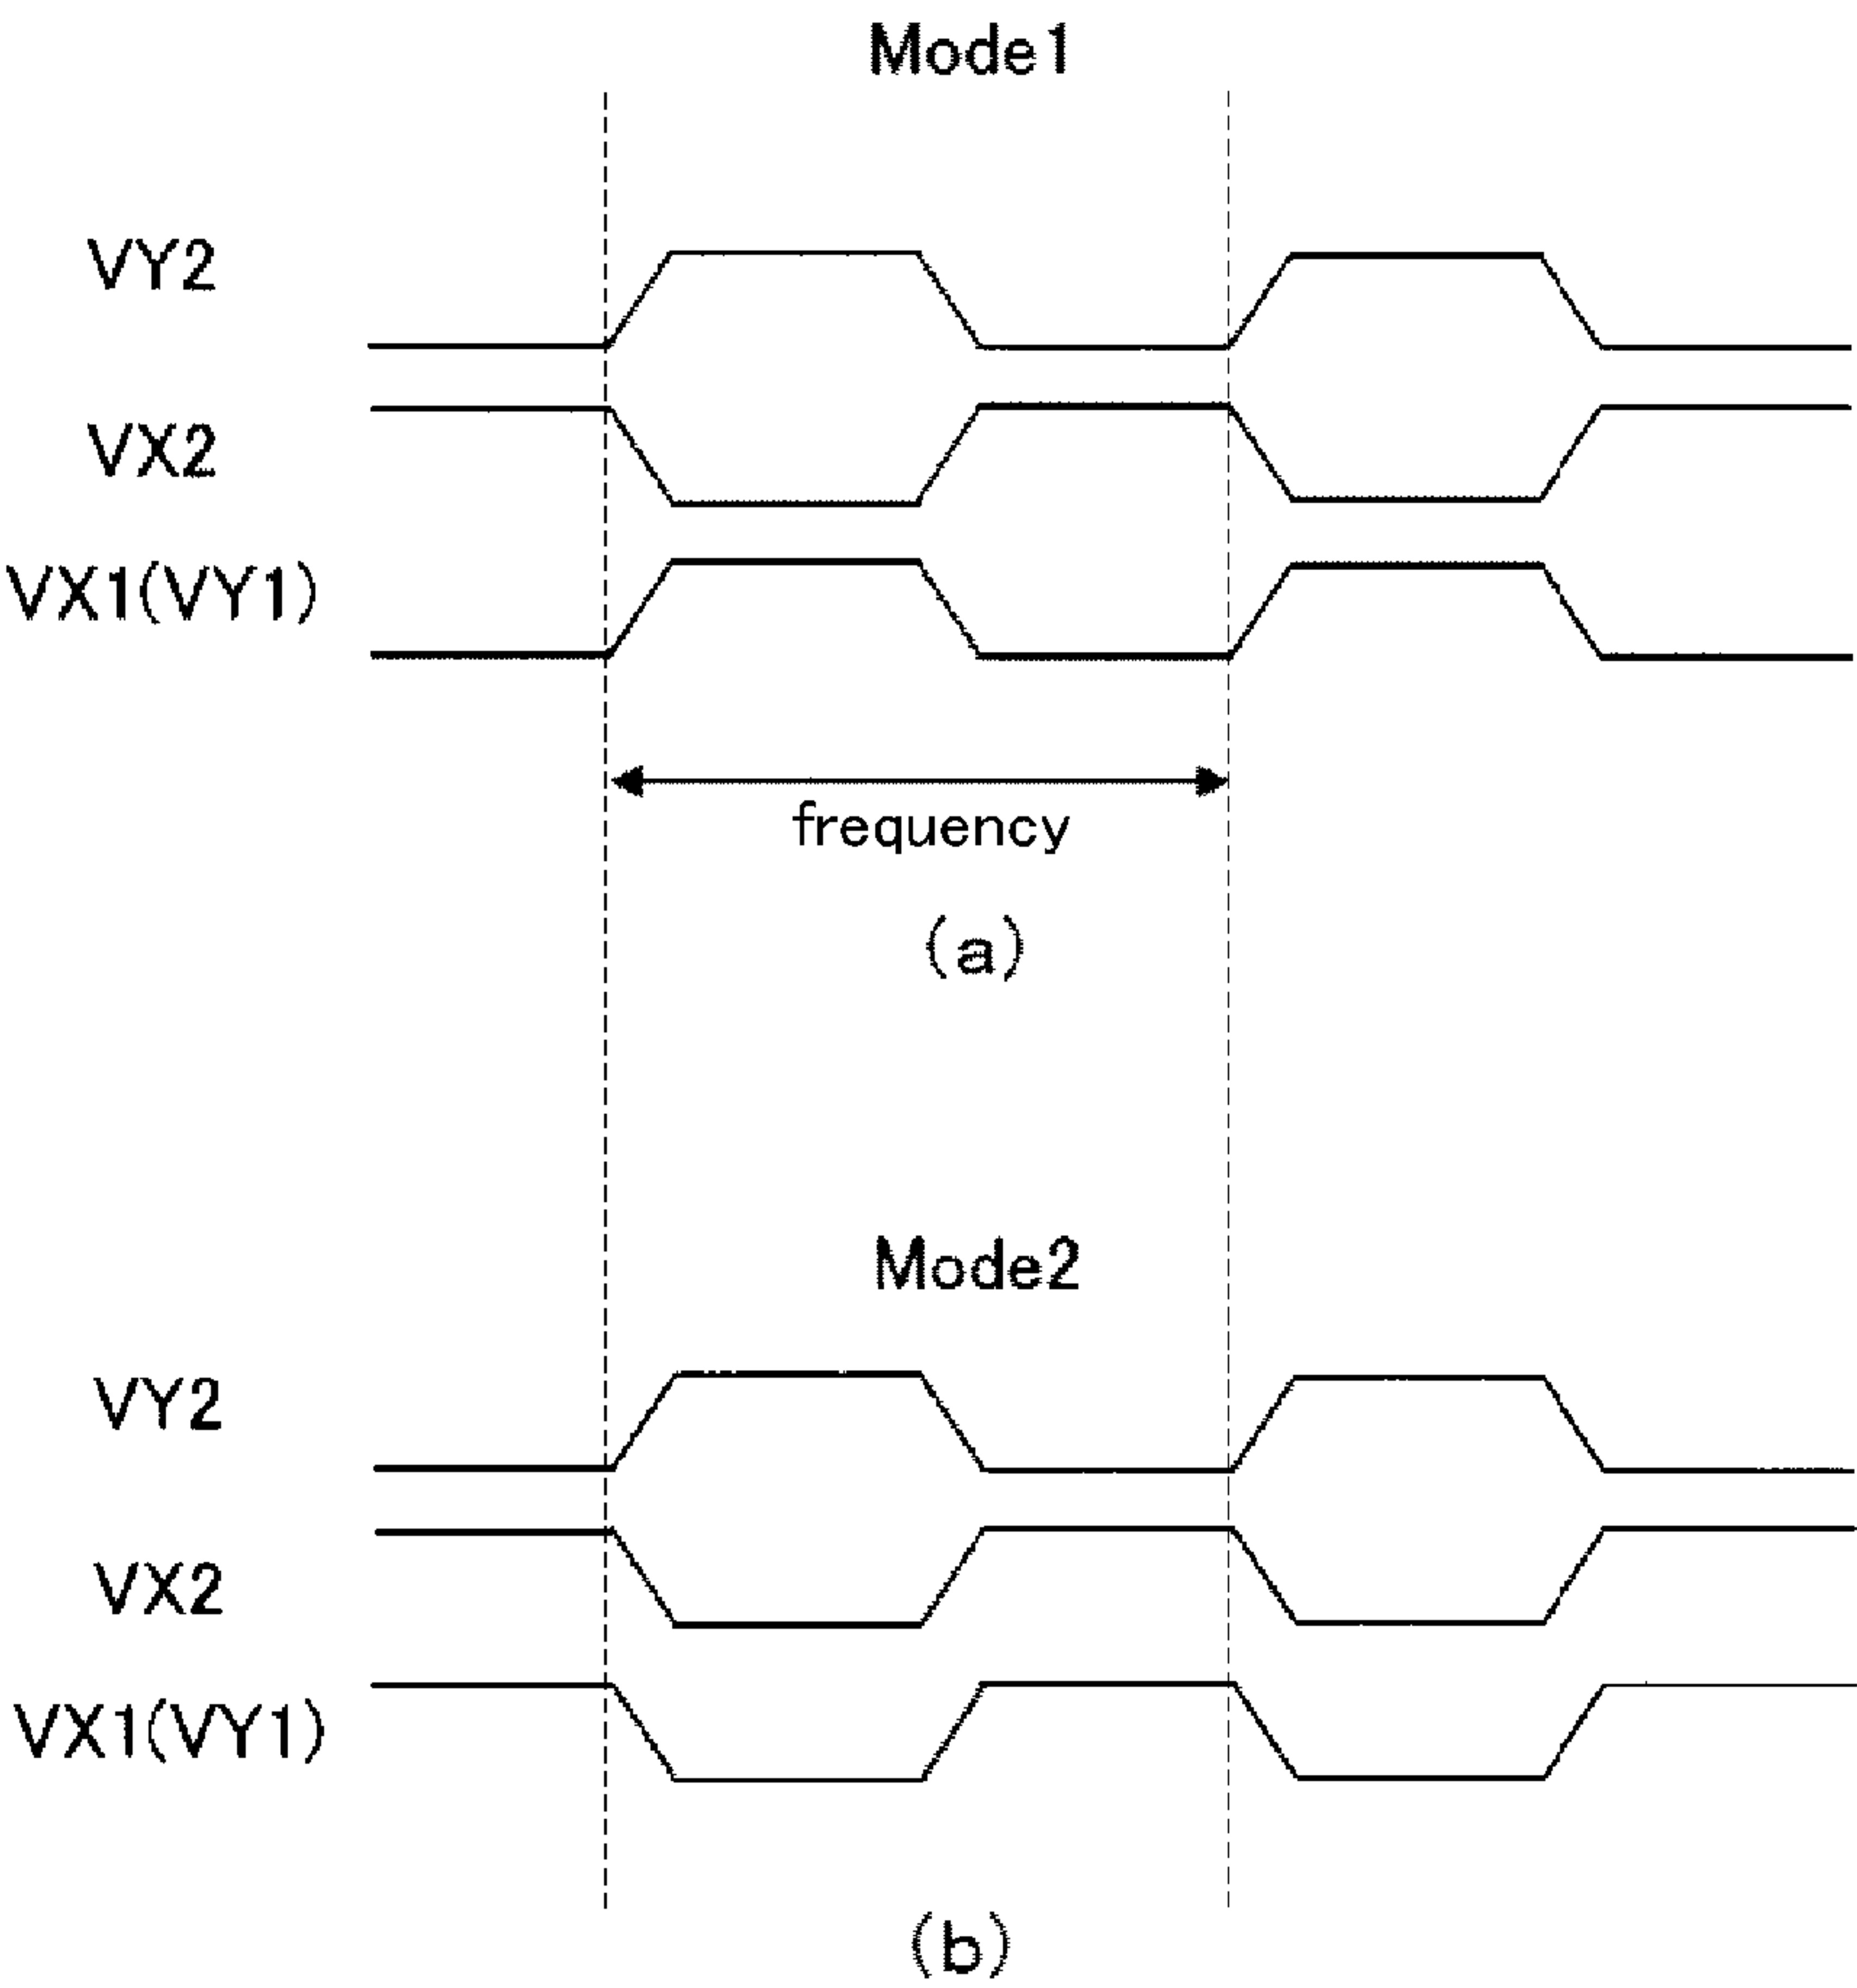 Mode1
VY2
VX2
VX1(VY1)
frequency
(a)
Mode2
VY2
VX2
VX1(VY1)
(b)